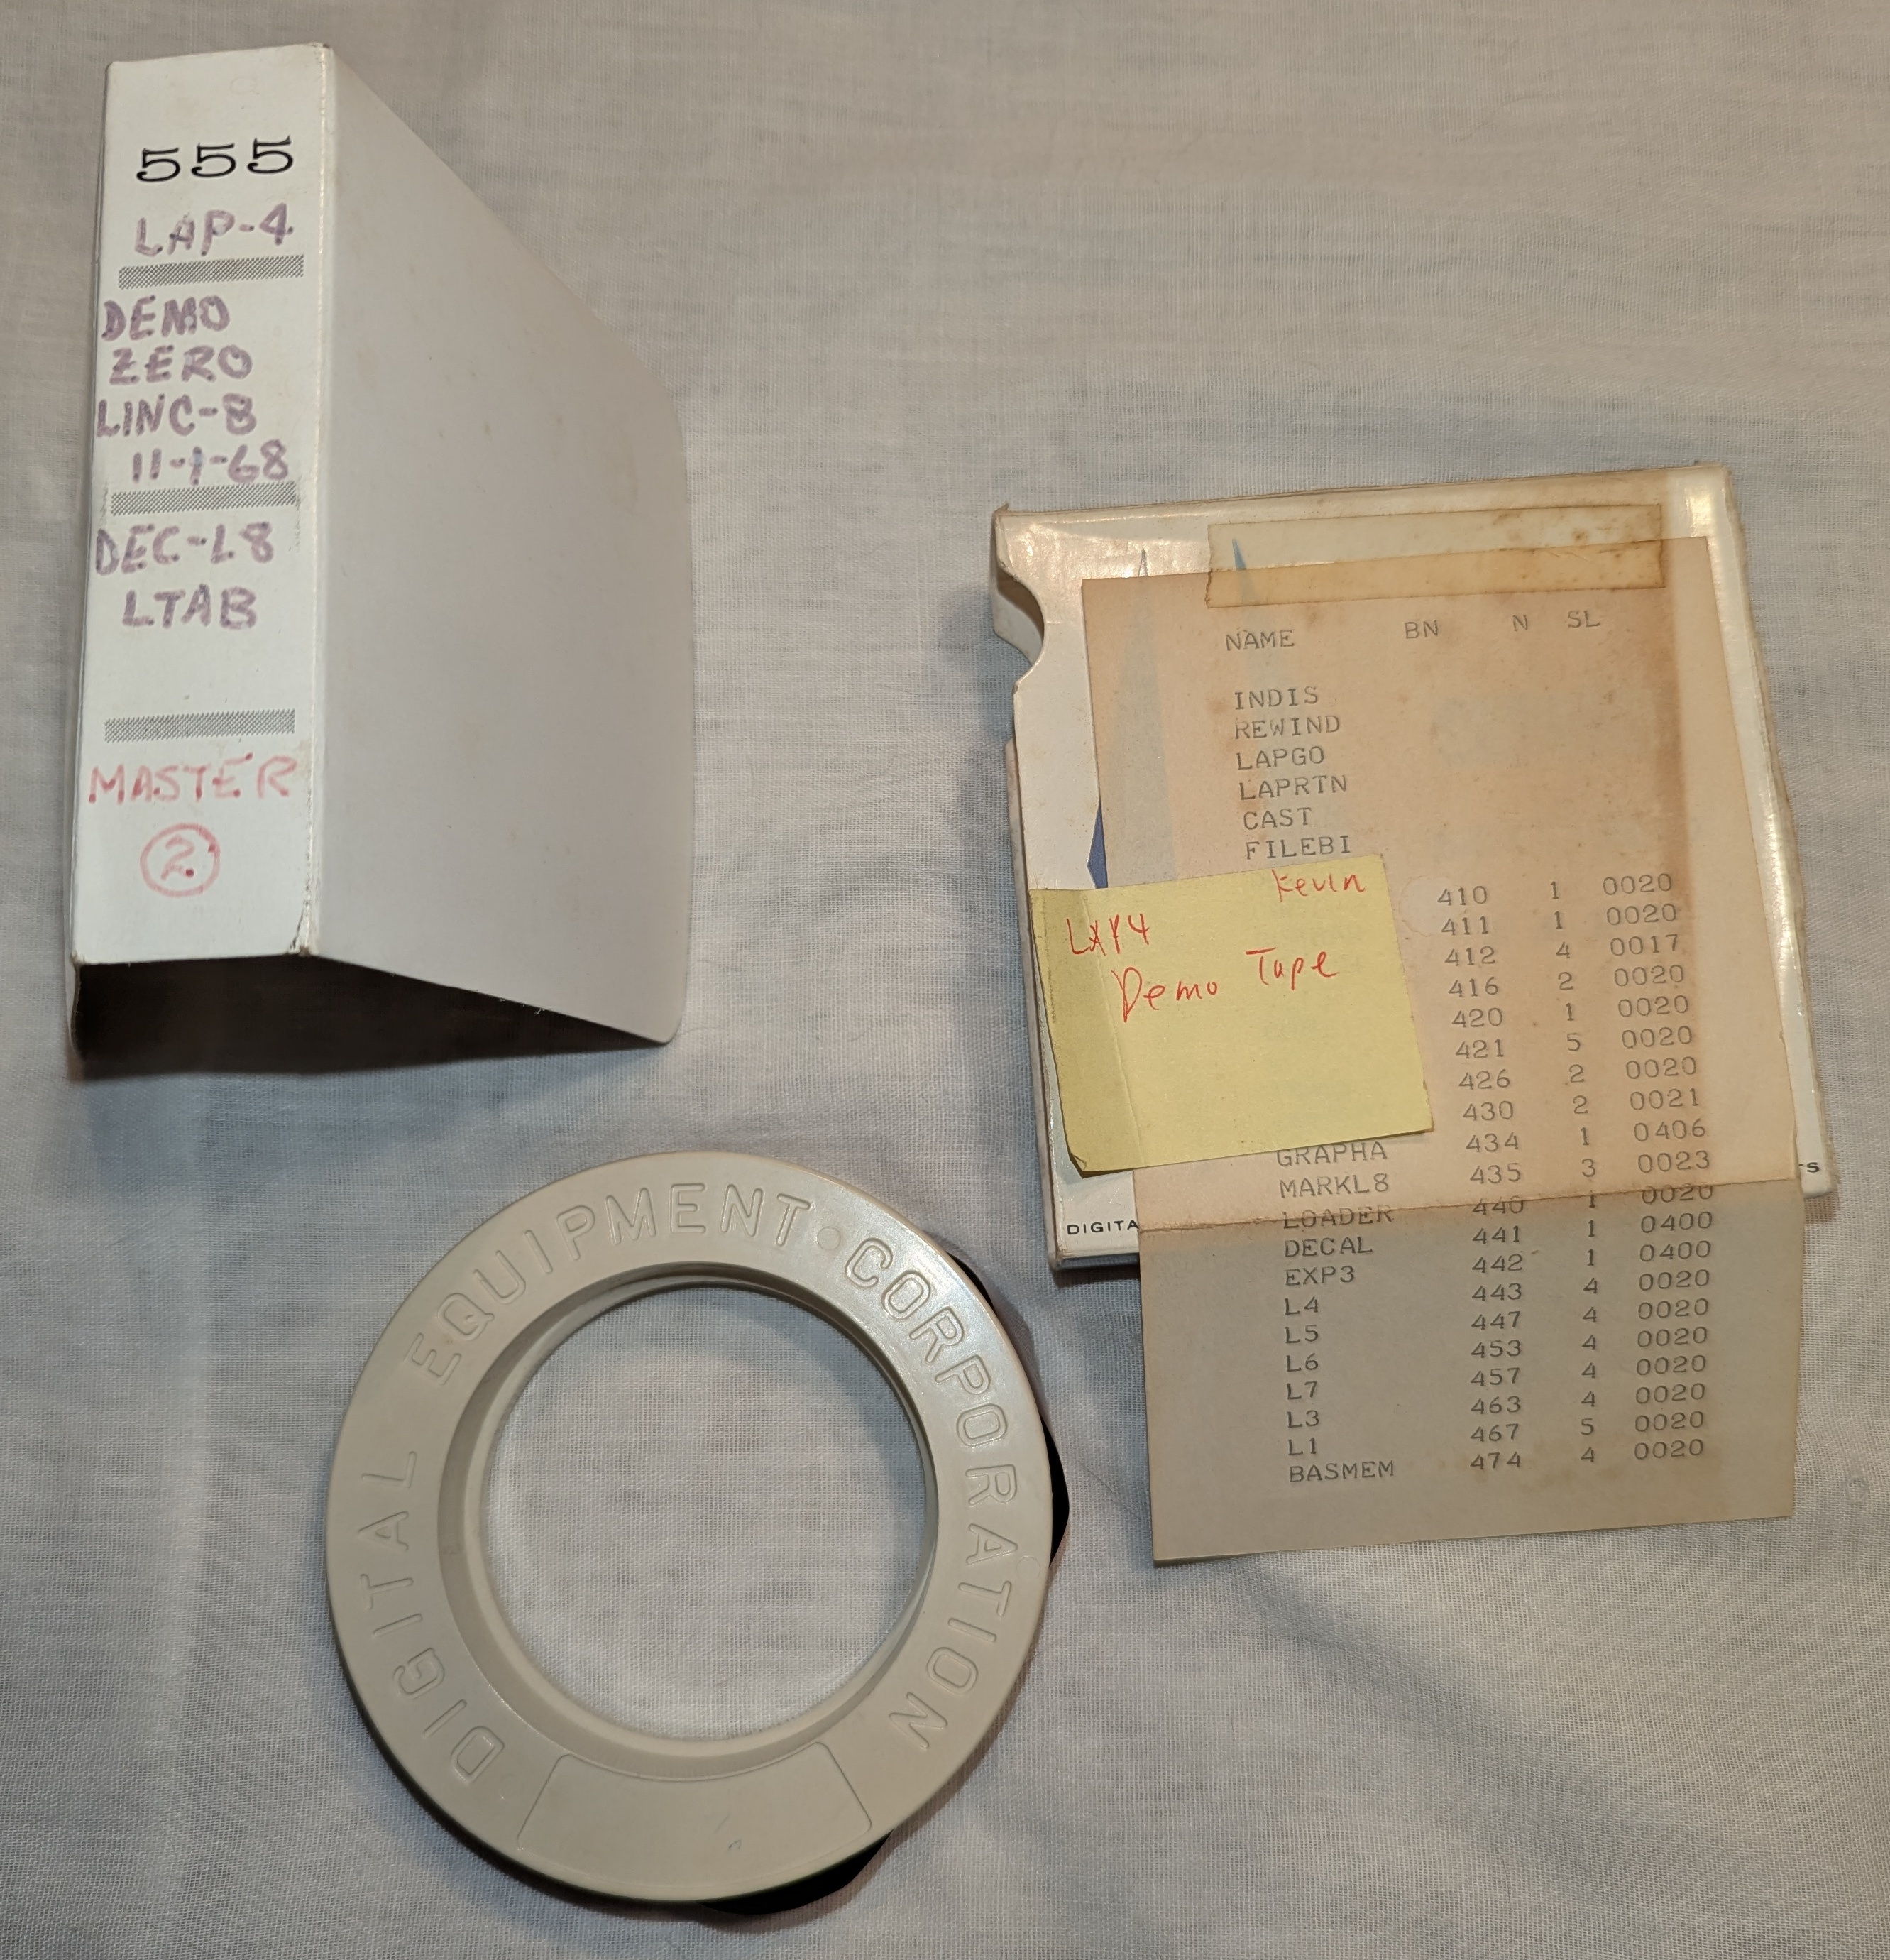 555
LAP-4
DEMO
ZERO
LINC-8
11-1-68
DEC-L8
LTAB
MASTER
2
NAME BN N SL
INDIS
REWIND
LAPGO
LAPRTN
CAST
FILEBI
410 1 0020
411 1 0020
412 4 0017
416 2 0020
420 1 0020
421 5 0020
426 2 0020
430 2 0021
GRAPHA 434 1 0406
MARKL8 435 3 0023
LOADER 440 1 0020
DECAL 441 1 0400
EXP3 442 1 0400
L4 443 4 0020
L5 447 4 0020
L6 453 4 0020
L7 457 4 0020
L3 463 4 0020
L1 467 5 0020
BASMEM 474 4 0020
Kevin
Demo Tape
DIGITA
TS
DIGITAL EQUIPMENT • CORPORATION